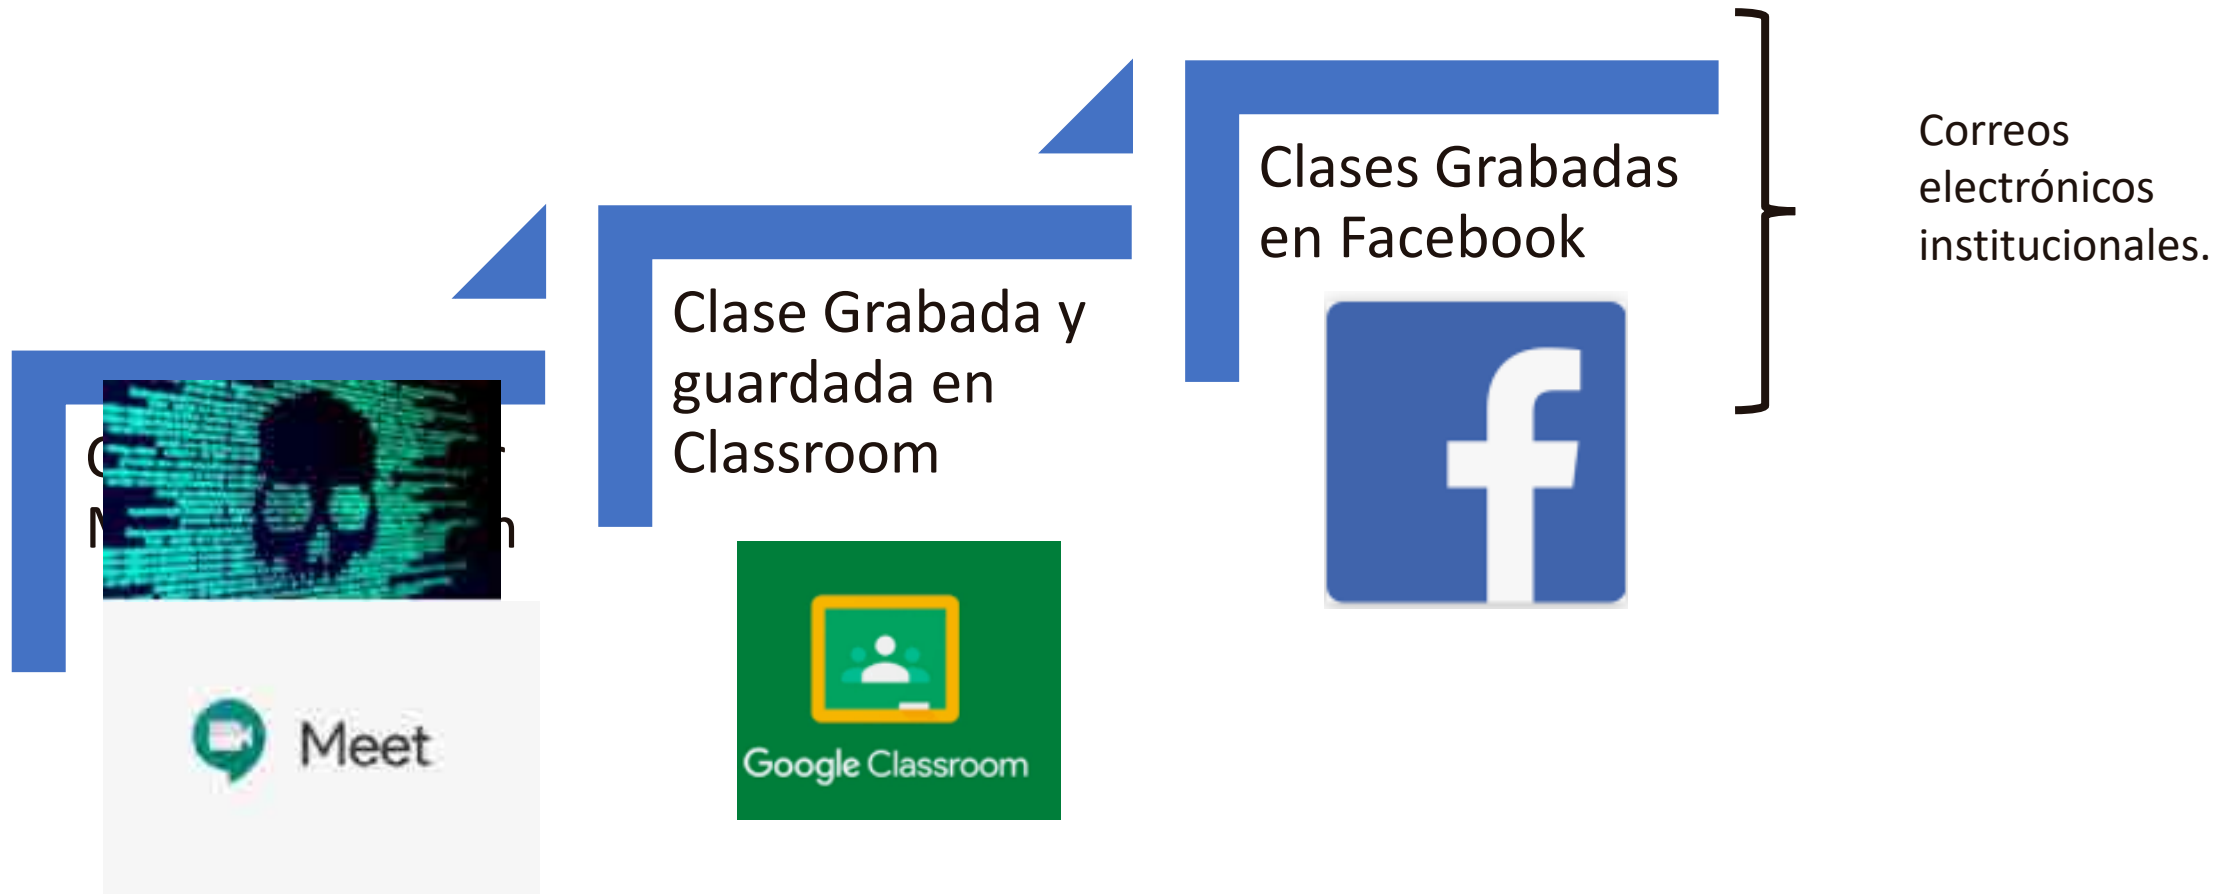 Meet
Clase Grabada y
guardada en
Classroom
Google Classroom
Clases Grabadas
en Facebook
Correos
electrónicos
institucionales.